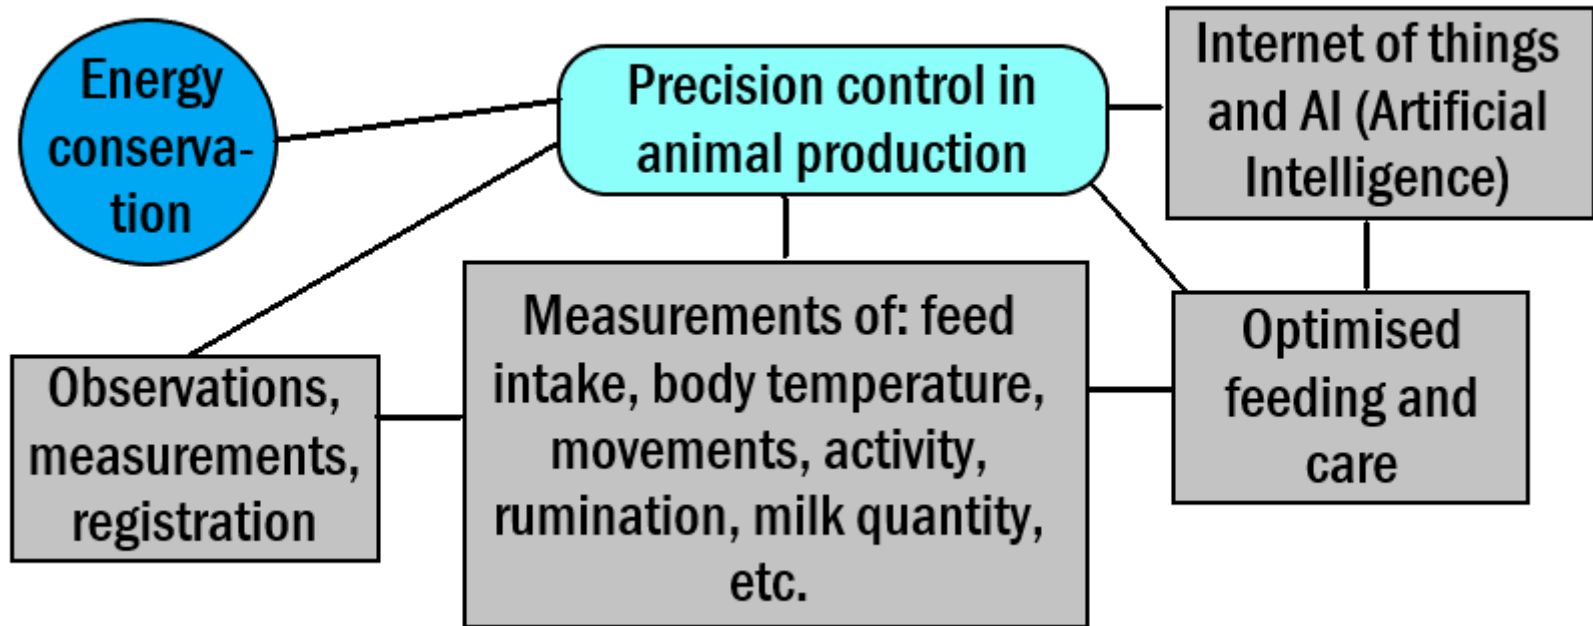 Energy
conserva-
tion
Precision control in
animal production
Internet of things
and AI (Artificial
Intelligence)
Observations,
measurements,
registration
Measurements of: feed
intake, body temperature,
movements, activity,
rumination, milk quantity,
etc.
Optimised
feeding and
care